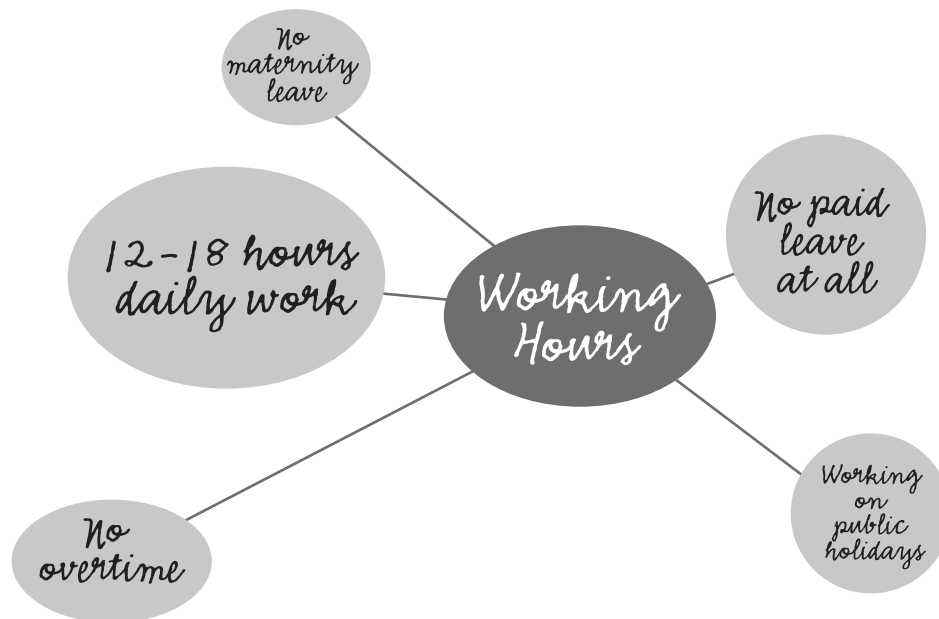 No
maternity
leave
12-18 hours
daily work
Working
Hours
No paid
leave
at all
Working
on
public
holidays
No
overtime